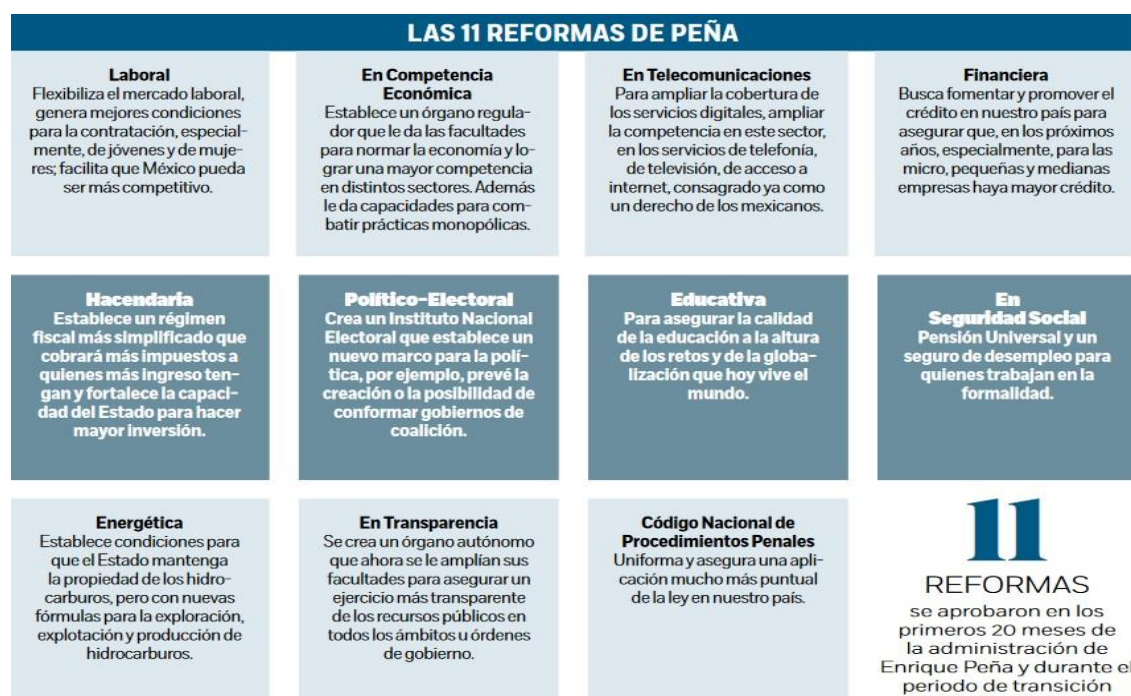 LAS 11 REFORMAS DE PEÑA
Laboral
Flexibiliza el mercado laboral,
genera mejores condiciones
para la contratación, especial-
mente, de jóvenes y de muje-
res; facilita que México pueda
ser más competitivo.
En Competencia
Económica
Establece un órgano regula-
dor que le da las facultades
para normar la economía y lo-
grar una mayor competencia
en distintos sectores. Además
le da capacidades para com-
batir prácticas monopólicas.
En Telecomunicaciones
Para ampliar la cobertura de
los servicios digitales, ampliar
la competencia en este sector,
en los servicios de telefonía,
de televisión, de acceso a
internet, consagrado ya como
un derecho de los mexicanos.
Financiera
Busca fomentar y promover el
crédito en nuestro país para
asegurar que, en los próximos
años, especialmente, para las
micro, pequeñas y medianas
empresas haya mayor crédito.
Hacendaria
Establece un régimen
fiscal más simplificado que
cobrará más impuestos a
quienes más ingreso ten-
gan y fortalece la capaci-
dad del Estado para hacer
mayor inversión.
Político-Electoral
Crea un Instituto Nacional
Electoral que establece un
nuevo marco para la polí-
tica, por ejemplo, prevé la
creación o la posibilidad de
conformar gobiernos de
coalición.
Educativa
Para asegurar la calidad
de la educación a la altura
de los retos y de la globa-
lización que hoy vive el
mundo.
En
Seguridad Social
Pensión Universal y un
seguro de desempleo para
quienes trabajan en la
formalidad.
Energética
Establece condiciones para
que el Estado mantenga
la propiedad de los hidro-
carburos, pero con nuevas
fórmulas para la exploración,
explotación y producción de
hidrocarburos.
En Transparencia
Se crea un órgano autónomo
que ahora se le amplían sus
facultades para asegurar un
ejercicio más transparente
de los recursos públicos en
todos los ámbitos u órdenes
de gobierno.
Código Nacional de
Procedimientos Penales
Uniforma y asegura una apli-
cación mucho más puntual
de la ley en nuestro país.
11
REFORMAS
se aprobaron en los
primeros 20 meses de
la administración de
Enrique Peña y durante el
periodo de transición